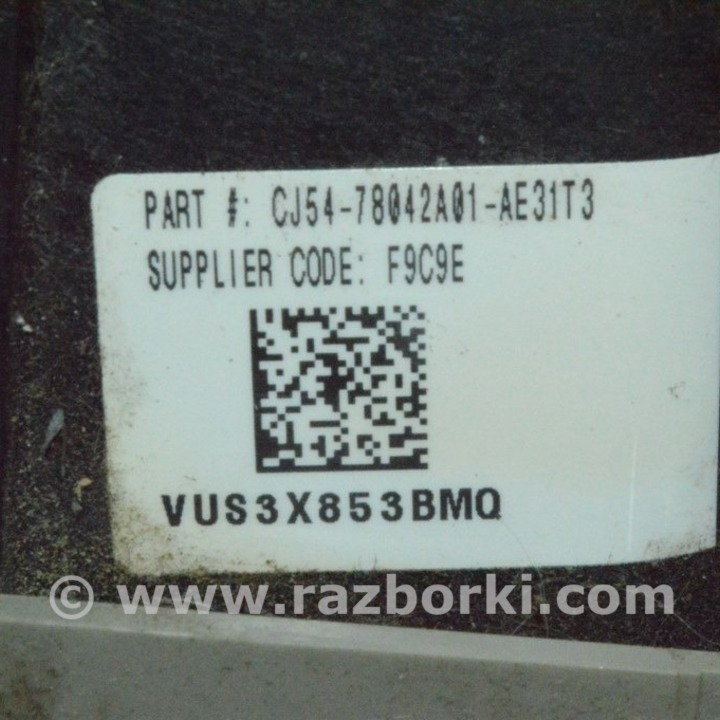 PART #: CJ54-78042A01-AE31T3
SUPPLIER CODE: F9C9E
VUS3X853BMQ
© www.razborki.com